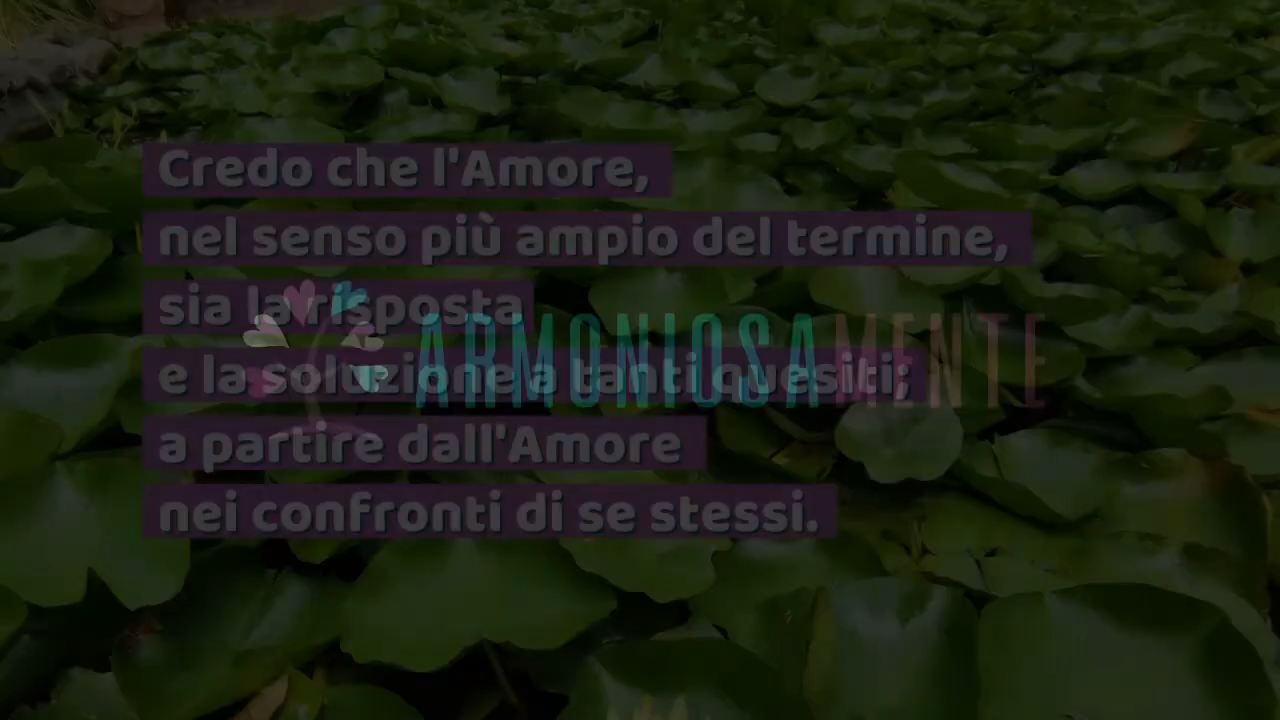 Credo che l'Amore,
nel senso più ampio del termine,
sia la risposta
e la soluzione a tanti quesiti;
a partire dall'Amore
nei confronti di se stessi.
ARMONIOSAMENTE